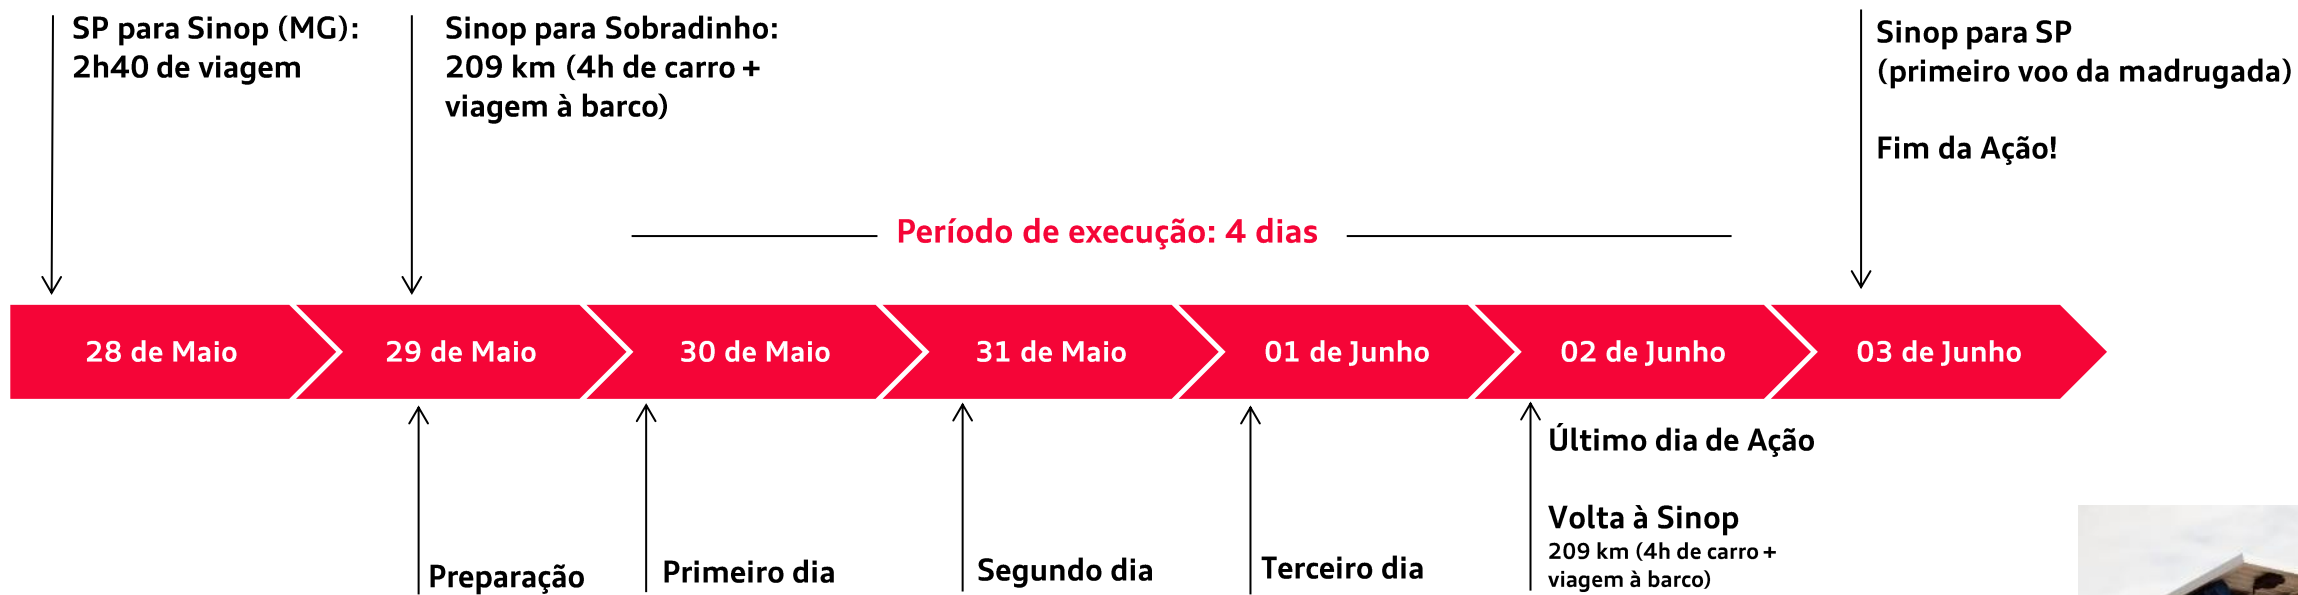 SP para Sinop (MG):
2h40 de viagem
Sinop para Sobradinho:
209 km (4h de carro +
viagem à barco)
Sinop para SP
(primeiro voo da madrugada)
Fim da Ação!
Período de execução: 4 dias
28 de Maio
29 de Maio
30 de Maio
31 de Maio
01 de Junho
02 de Junho
03 de Junho
Preparação
Primeiro dia
Segundo dia
Terceiro dia
Último dia de Ação
Volta à Sinop
209 km (4h de carro +
viagem à barco)